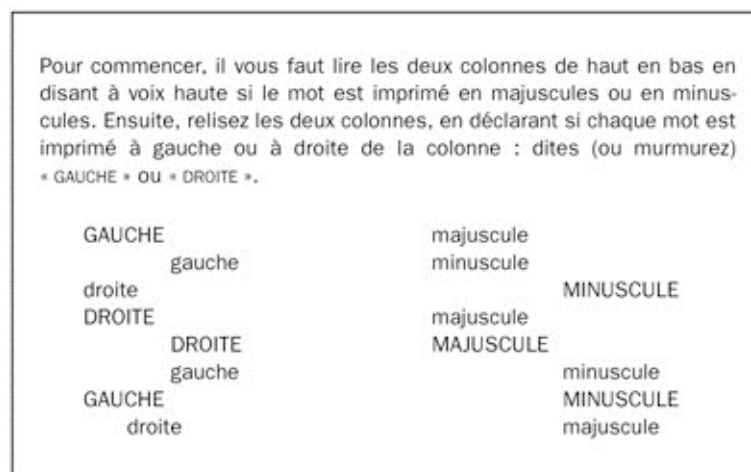 Pour commencer, il vous faut lire les deux colonnes de haut en bas en
disant à voix haute si le mot est imprimé en majuscules ou en minus-
cules. Ensuite, relisez les deux colonnes, en déclarant si chaque mot est
imprimé à gauche ou à droite de la colonne : dites (ou murmurez)
« GAUCHE » ou « DROITE ».
GAUCHE
gauche
droite
DROITE
DROITE
gauche
GAUCHE
droite
majuscule
minuscule
MINUSCULE
majuscule
MAJUSCULE
minuscule
MINUSCULE
majuscule